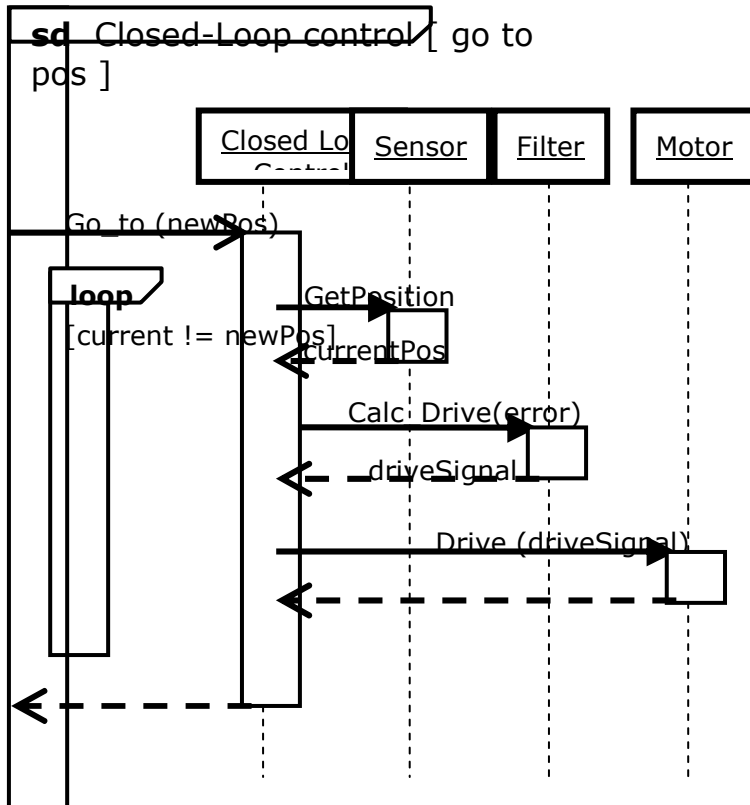 sd Closed-Loop control [ go to
pos ]
Closed Lo
Control
Sensor
Filter
Motor
Go_to (newPos)
loop
GetPosition
[current != newPos]
currentPos
Calc_Drive(error)
driveSignal
Drive (driveSignal)